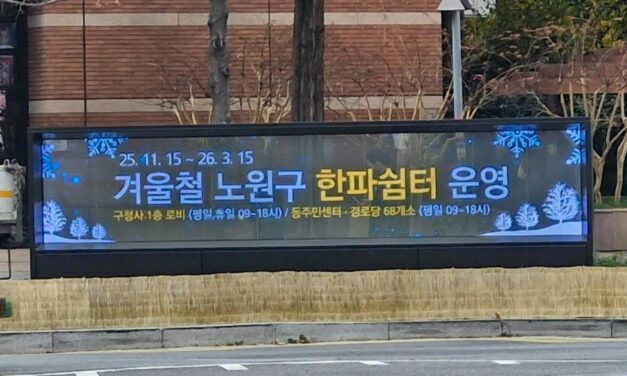 25. 11. 15 ~ 26. 3. 15
겨울철 노원구 한파쉼터 운영
구청사 1층 로비 (평일,휴일 09~18시) / 동주민센터·경로당 68개소 (평일 09~18시)